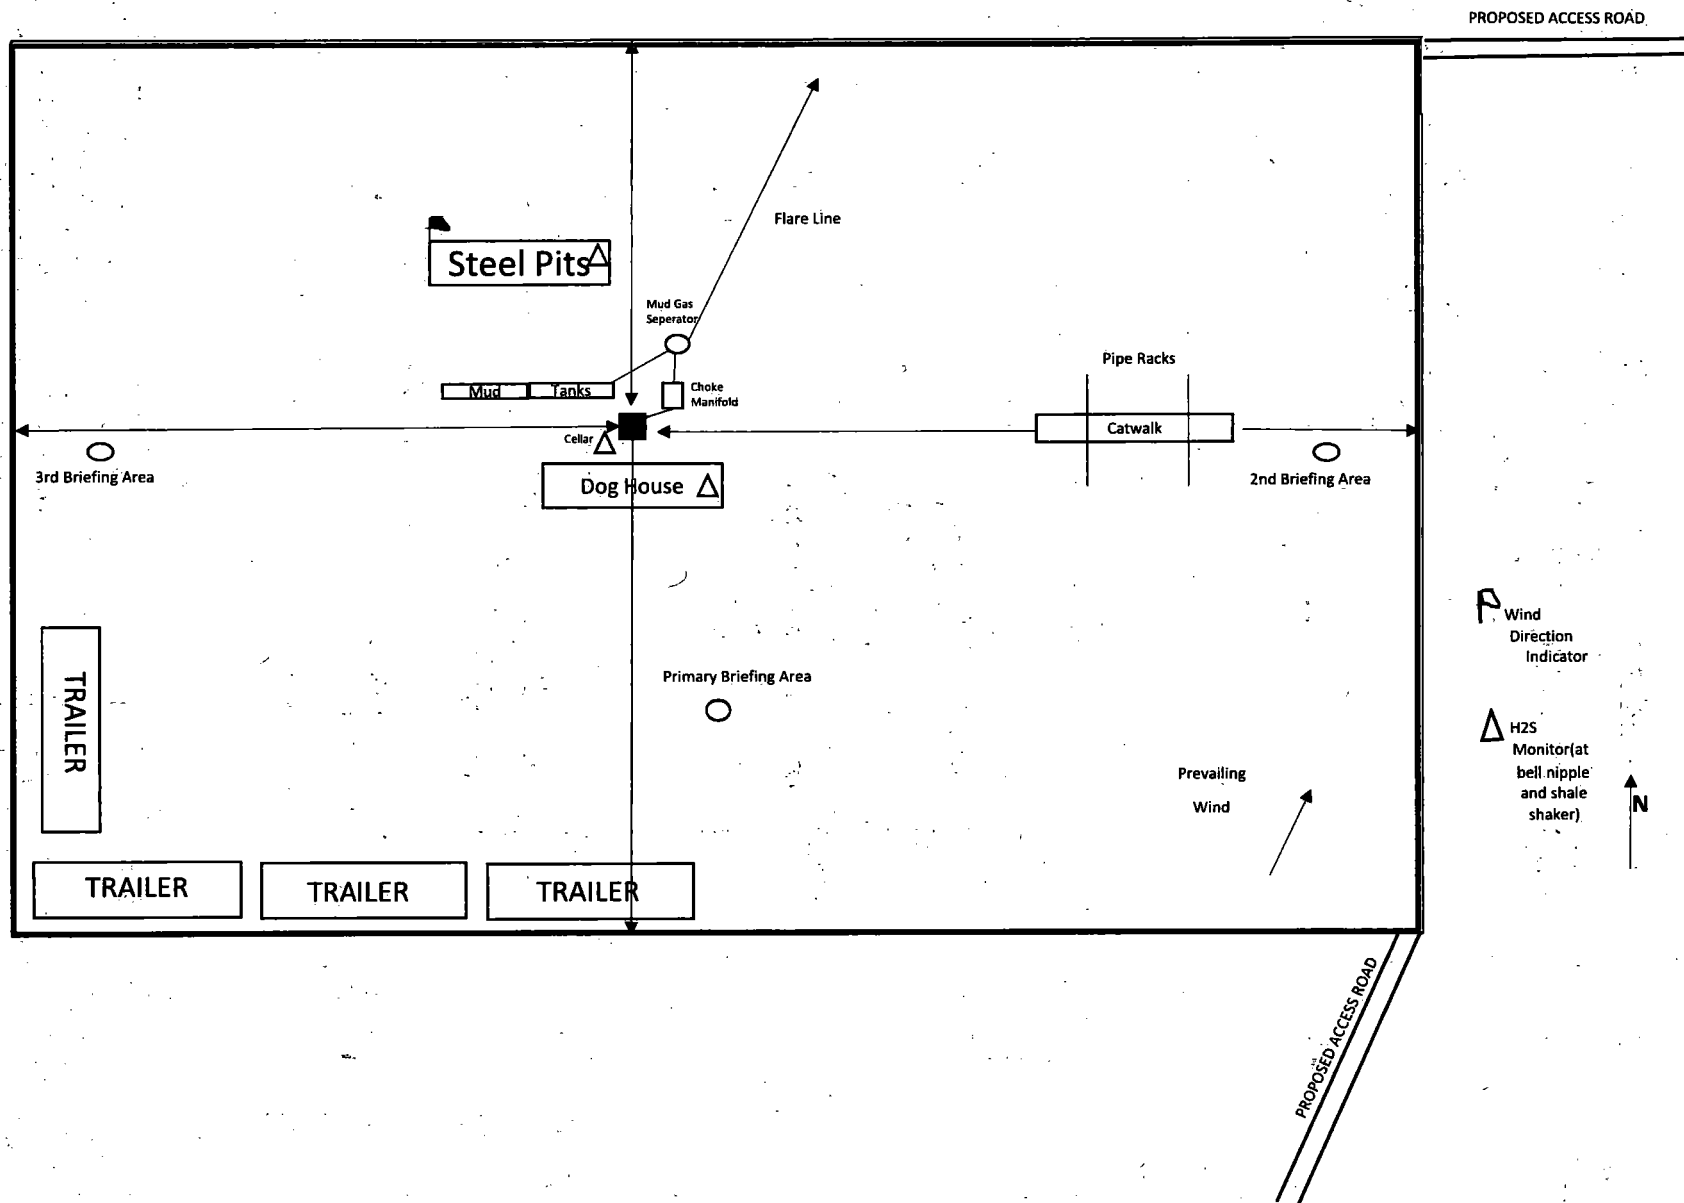 PROPOSED ACCESS ROAD
Flare Line
Steel Pits
Mud Gas
Seperator
Pipe Racks
Mud
Tanks
Choke
Manifold
Catwalk
Cellar
3rd Briefing Area
Dog House
2nd Briefing Area
Wind
Direction
Indicator
TRAILER
Primary Briefing Area
H2S
Monitor(at
bell nipple
and shale
shaker)
N
Prevailing
Wind
TRAILER
TRAILER
TRAILER
PROPOSED ACCESS ROAD